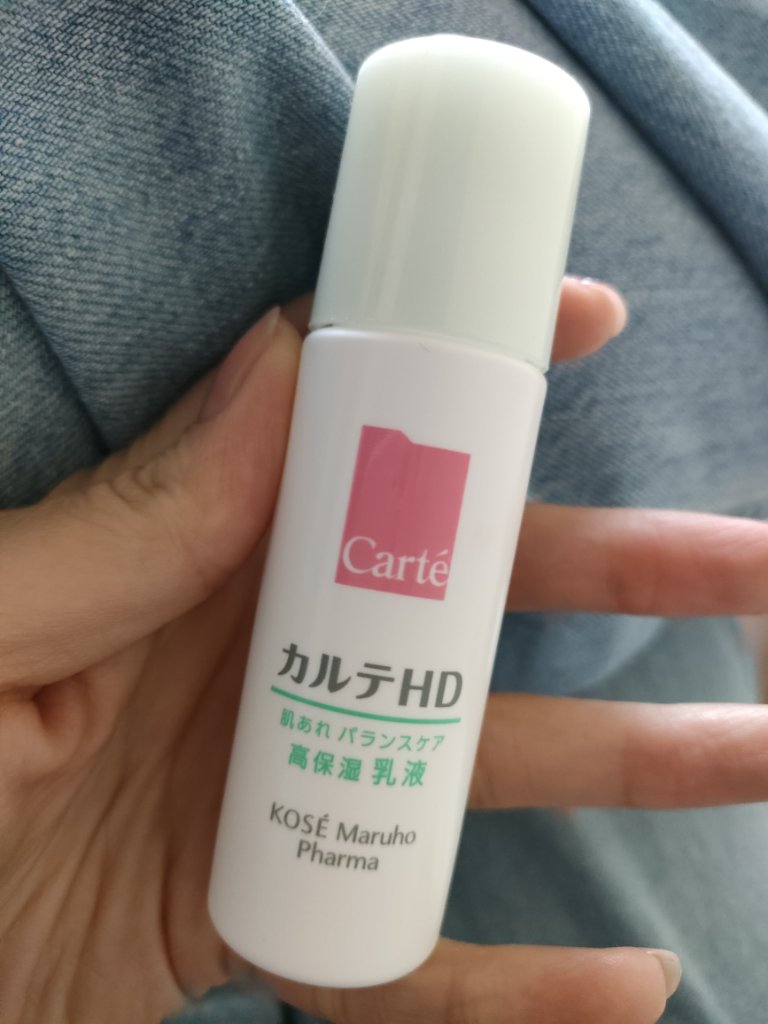 Carté
カルテHD
肌あれ バランスケア
高保湿 乳液
KOSÉ Maruho
Pharma